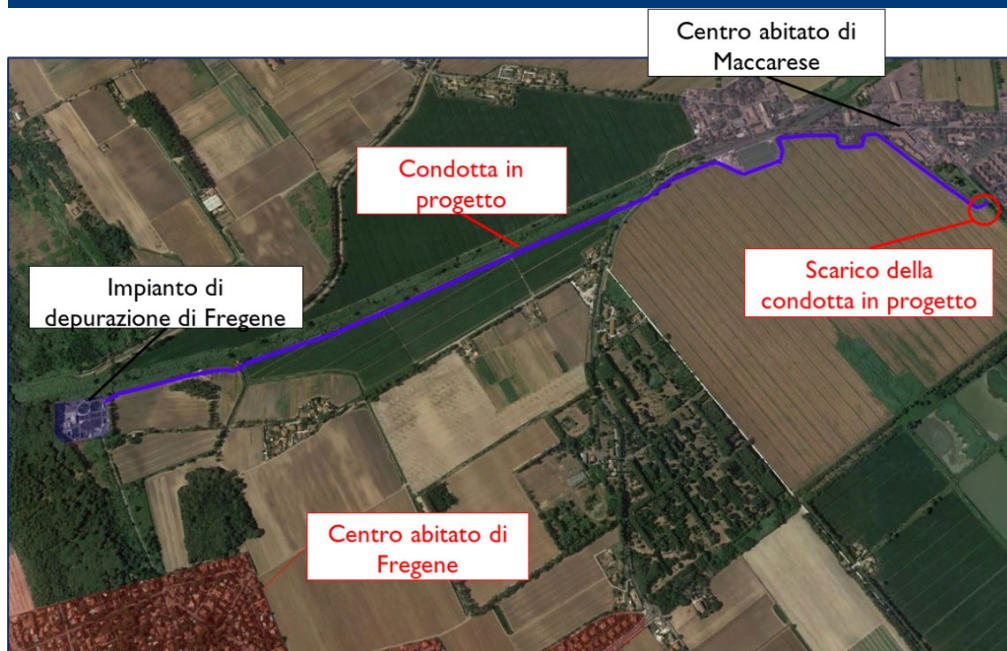 Centro abitato di
Maccarese
Condotta in
progetto
Impianto di
depurazione di Fregene
Scarico della
condotta in progetto
Centro abitato di
Fregene